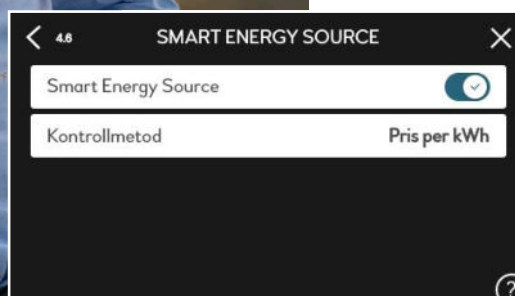 4.6 SMART ENERGY SOURCE
Smart Energy Source
Kontrollmetod Pris per kWh
?